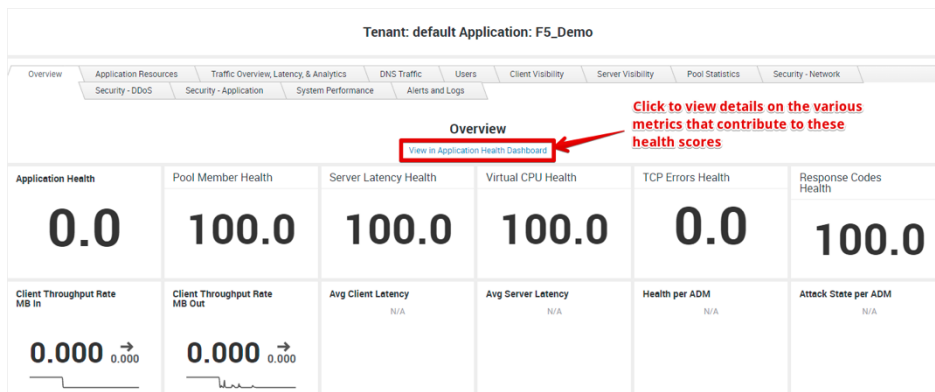 Tenant: default Application: F5_Demo
Overview
Application Resources
Traffic Overview, Latency, & Analytics
DNS Traffic
Users
Client Visibility
Server Visibility
Pool Statistics
Security - Network
Security - DDoS
Security - Application
System Performance
Alerts and Logs
Click to view details on the various
metrics that contribute to these
health scores
Overview
View in Application Health Dashboard
Application Health
Pool Member Health
Server Latency Health
Virtual CPU Health
TCP Errors Health
Response Codes
Health
0.0
100.0
100.0
100.0
0.0
100.0
Client Throughput Rate
MB In
Client Throughput Rate
MB Out
Avg Client Latency
Avg Server Latency
Health per ADM
Attack State per ADM
N/A
N/A
N/A
N/A
0.000
0.000
0.000
0.000